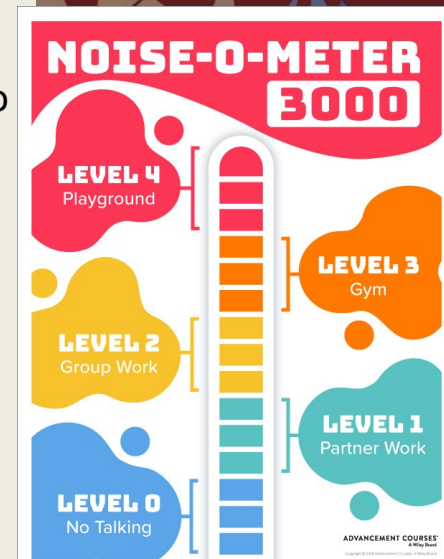 NOISE-O-METER
3000
LEVEL 4
Playground
LEVEL 3
Gym
LEVEL 2
Group Work
LEVEL 1
Partner Work
LEVEL 0
No Talking
ADVANCEMENT COURSES
A Wiley Brand